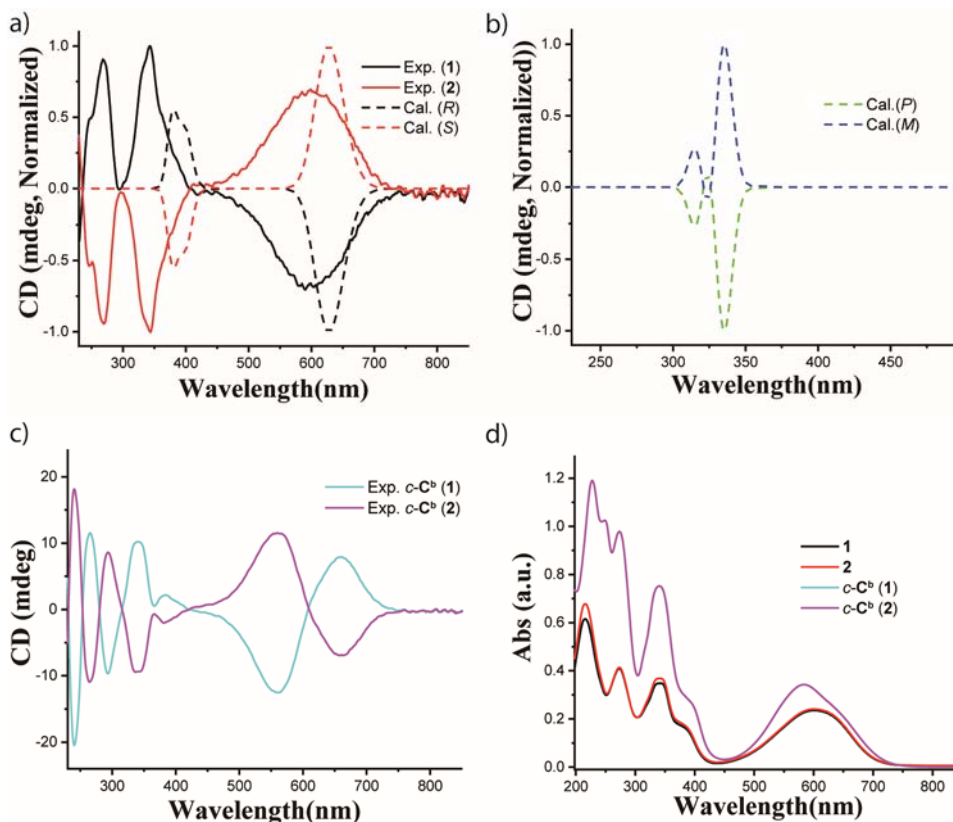 a)
CD (mdeg, Normalized)
1.0
0.5
0.0
-0.5
-1.0
Exp. (1)
Exp. (2)
Cal. (R)
Cal. (S)
300 400 500 600 700 800
Wavelength(nm)
b)
CD (mdeg, Normalized))
1.0
0.5
0.0
-0.5
-1.0
Cal.(P)
Cal.(M)
250 300 350 400 450
Wavelength(nm)
c)
CD (mdeg)
20
10
0
-10
-20
Exp. c-Cᵇ (1)
Exp. c-Cᵇ (2)
300 400 500 600 700 800
Wavelength(nm)
d)
Abs (a.u.)
1.2
1.0
0.8
0.6
0.4
0.2
0.0
1
2
c-Cᵇ (1)
c-Cᵇ (2)
200 300 400 500 600 700 800
Wavelength(nm)